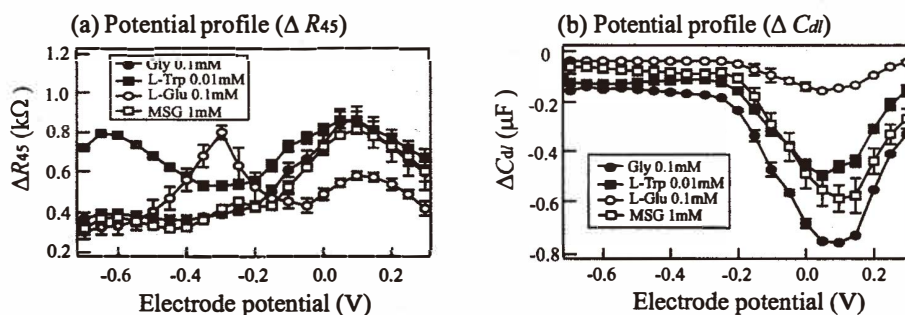 (a) Potential profile (Δ R45)
1.2
1.0
0.8
0.6
0.4
0.2
ΔR45 (kΩ)
Gly 0.1mM
L-Trp 0.01mM
L-Glu 0.1mM
MSG 1mM
-0.6
-0.4
-0.2
0.0
0.2
Electrode potential (V)
(b) Potential profile (Δ Cdl)
0
-0.2
-0.4
-0.6
-0.8
ΔCdl (μF)
Gly 0.1mM
L-Trp 0.01mM
L-Glu 0.1mM
MSG 1mM
-0.6
-0.4
-0.2
0.0
0.2
Electrode potential (V)